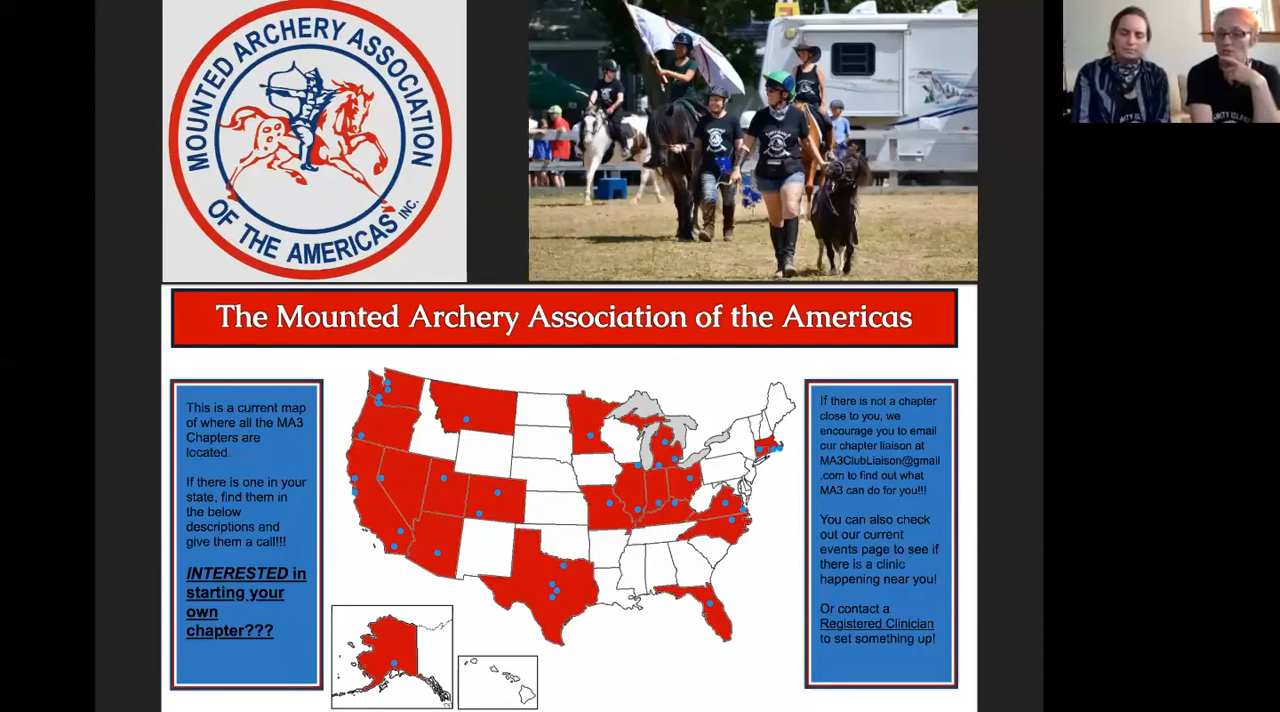 MOUNTED ARCHERY ASSOCIATION
OF THE AMERICAS INC.
The Mounted Archery Association of the Americas
This is a current map
of where all the MA3
Chapters are
located.
If there is one in your
state, find them in
the below
descriptions and
give them a call!!!
INTERESTED in
starting your
own
chapter???
If there is not a chapter
close to you, we
encourage you to email
our chapter liaison at
MA3ClubLiaison@gmail
.com to find out what
MA3 can do for you!!!
You can also check
out our current
events page to see if
there is a clinic
happening near you!
Or contact a
Registered Clinician
to set something up!